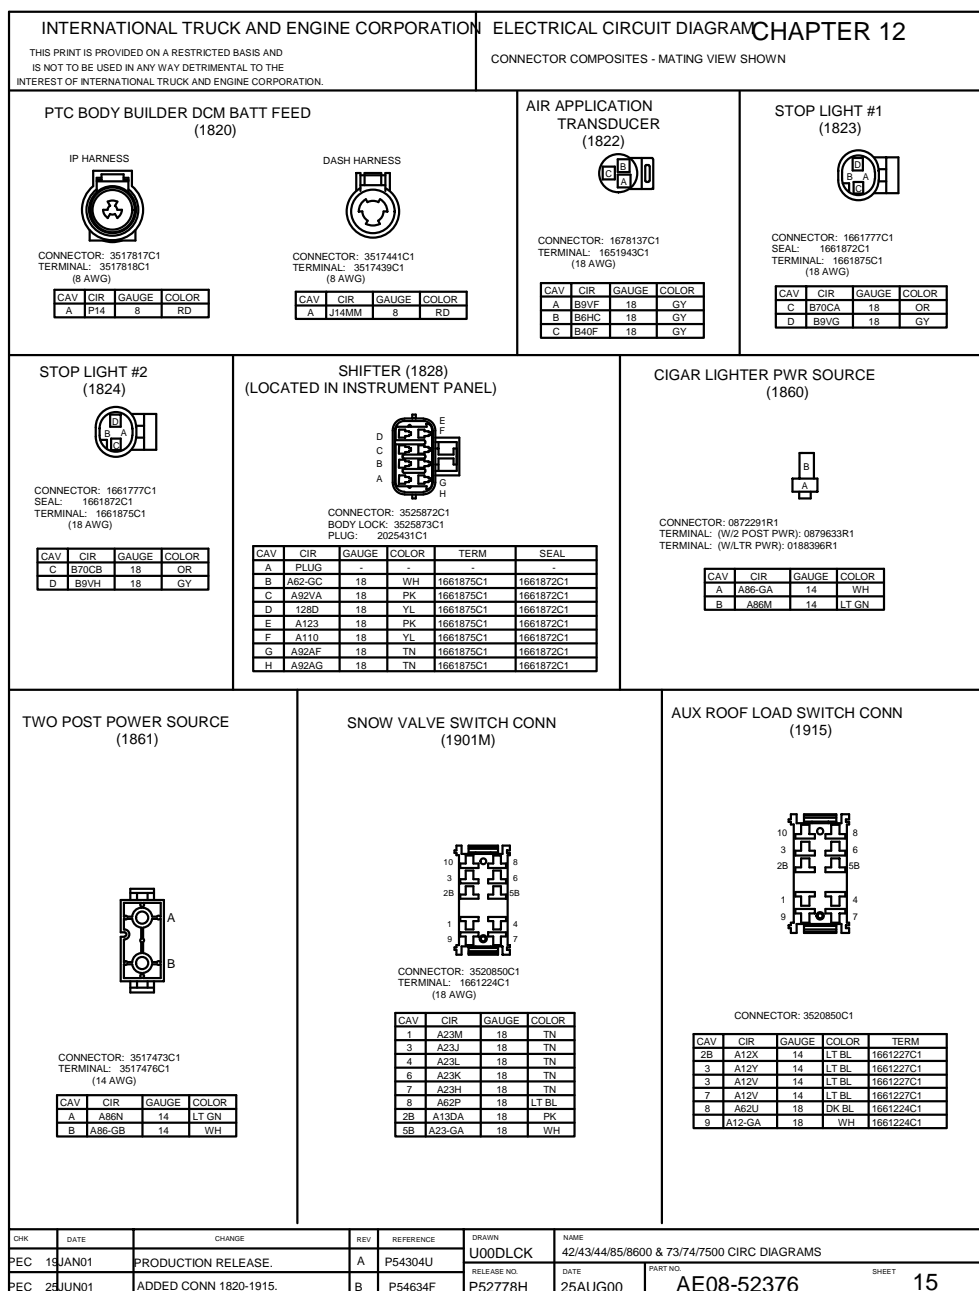 INTERNATIONAL TRUCK AND ENGINE CORPORATION
THIS PRINT IS PROVIDED ON A RESTRICTED BASIS AND
IS NOT TO BE USED IN ANY WAY DETRIMENTAL TO THE
INTEREST OF INTERNATIONAL TRUCK AND ENGINE CORPORATION.
ELECTRICAL CIRCUIT DIAGRAM CHAPTER 12
CONNECTOR COMPOSITES - MATING VIEW SHOWN
PTC BODY BUILDER DCM BATT FEED
(1820)
IP HARNESS
CONNECTOR: 3517817C1
TERMINAL: 3517818C1
(8 AWG)
CAV CIR GAUGE COLOR
A P14 8 RD
DASH HARNESS
CONNECTOR: 3517441C1
TERMINAL: 3517439C1
(8 AWG)
CAV CIR GAUGE COLOR
A J14MM 8 RD
AIR APPLICATION
TRANSDUCER
(1822)
B
C
A
CONNECTOR: 1678137C1
TERMINAL: 1651943C1
(18 AWG)
CAV CIR GAUGE COLOR
A B9VF 18 GY
B B6HC 18 GY
C B40F 18 GY
STOP LIGHT #1
(1823)
D
B A
C
CONNECTOR: 1661777C1
SEAL: 1661872C1
TERMINAL: 1661875C1
(18 AWG)
CAV CIR GAUGE COLOR
C B70CA 18 OR
D B9VG 18 GY
STOP LIGHT #2
(1824)
D
B A
C
CONNECTOR: 1661777C1
SEAL: 1661872C1
TERMINAL: 1661875C1
(18 AWG)
CAV CIR GAUGE COLOR
C B70CB 18 OR
D B9VH 18 GY
SHIFTER (1828)
(LOCATED IN INSTRUMENT PANEL)
E
D F
C
B
A G
H
CONNECTOR: 3525872C1
BODY LOCK: 3525873C1
PLUG: 2025431C1
CAV CIR GAUGE COLOR TERM SEAL
A PLUG - - - -
B A62-GC 18 WH 1661875C1 1661872C1
C A92VA 18 PK 1661875C1 1661872C1
D 128D 18 YL 1661875C1 1661872C1
E A123 18 PK 1661875C1 1661872C1
F A110 18 YL 1661875C1 1661872C1
G A92AF 18 TN 1661875C1 1661872C1
H A92AG 18 TN 1661875C1 1661872C1
CIGAR LIGHTER PWR SOURCE
(1860)
B
A
CONNECTOR: 0872291R1
TERMINAL: (W/2 POST PWR): 0879633R1
TERMINAL: (W/LTR PWR): 0188396R1
CAV CIR GAUGE COLOR
A A86-GA 14 WH
B A86M 14 LT GN
TWO POST POWER SOURCE
(1861)
A
B
CONNECTOR: 3517473C1
TERMINAL: 3517476C1
(14 AWG)
CAV CIR GAUGE COLOR
A A86N 14 LT GN
B A86-GB 14 WH
SNOW VALVE SWITCH CONN
(1901M)
10 8
3 6
2B 5B
1 4
9 7
CONNECTOR: 3520850C1
TERMINAL: 1661224C1
(18 AWG)
CAV CIR GAUGE COLOR
1 A23M 18 TN
3 A23J 18 TN
4 A23L 18 TN
6 A23K 18 TN
7 A23H 18 TN
8 A62P 18 LT BL
2B A13DA 18 PK
5B A23-GA 18 WH
AUX ROOF LOAD SWITCH CONN
(1915)
10 8
3 6
2B 5B
1 4
9 7
CONNECTOR: 3520850C1
CAV CIR GAUGE COLOR TERM
2B A12X 14 LT BL 1661227C1
3 A12Y 14 LT BL 1661227C1
3 A12V 14 LT BL 1661227C1
7 A12V 14 LT BL 1661227C1
8 A62U 18 DK BL 1661224C1
9 A12-GA 18 WH 1661224C1
CHK DATE CHANGE REV REFERENCE
PEC 19JAN01 PRODUCTION RELEASE. A P54304U
PEC 25JUN01 ADDED CONN 1820-1915. B P54634F
DRAWN
U00DLCK
NAME
42/43/44/85/8600 & 73/74/7500 CIRC DIAGRAMS
RELEASE NO.
P52778H
DATE
25AUG00
PART NO.
AE08-52376
SHEET
15